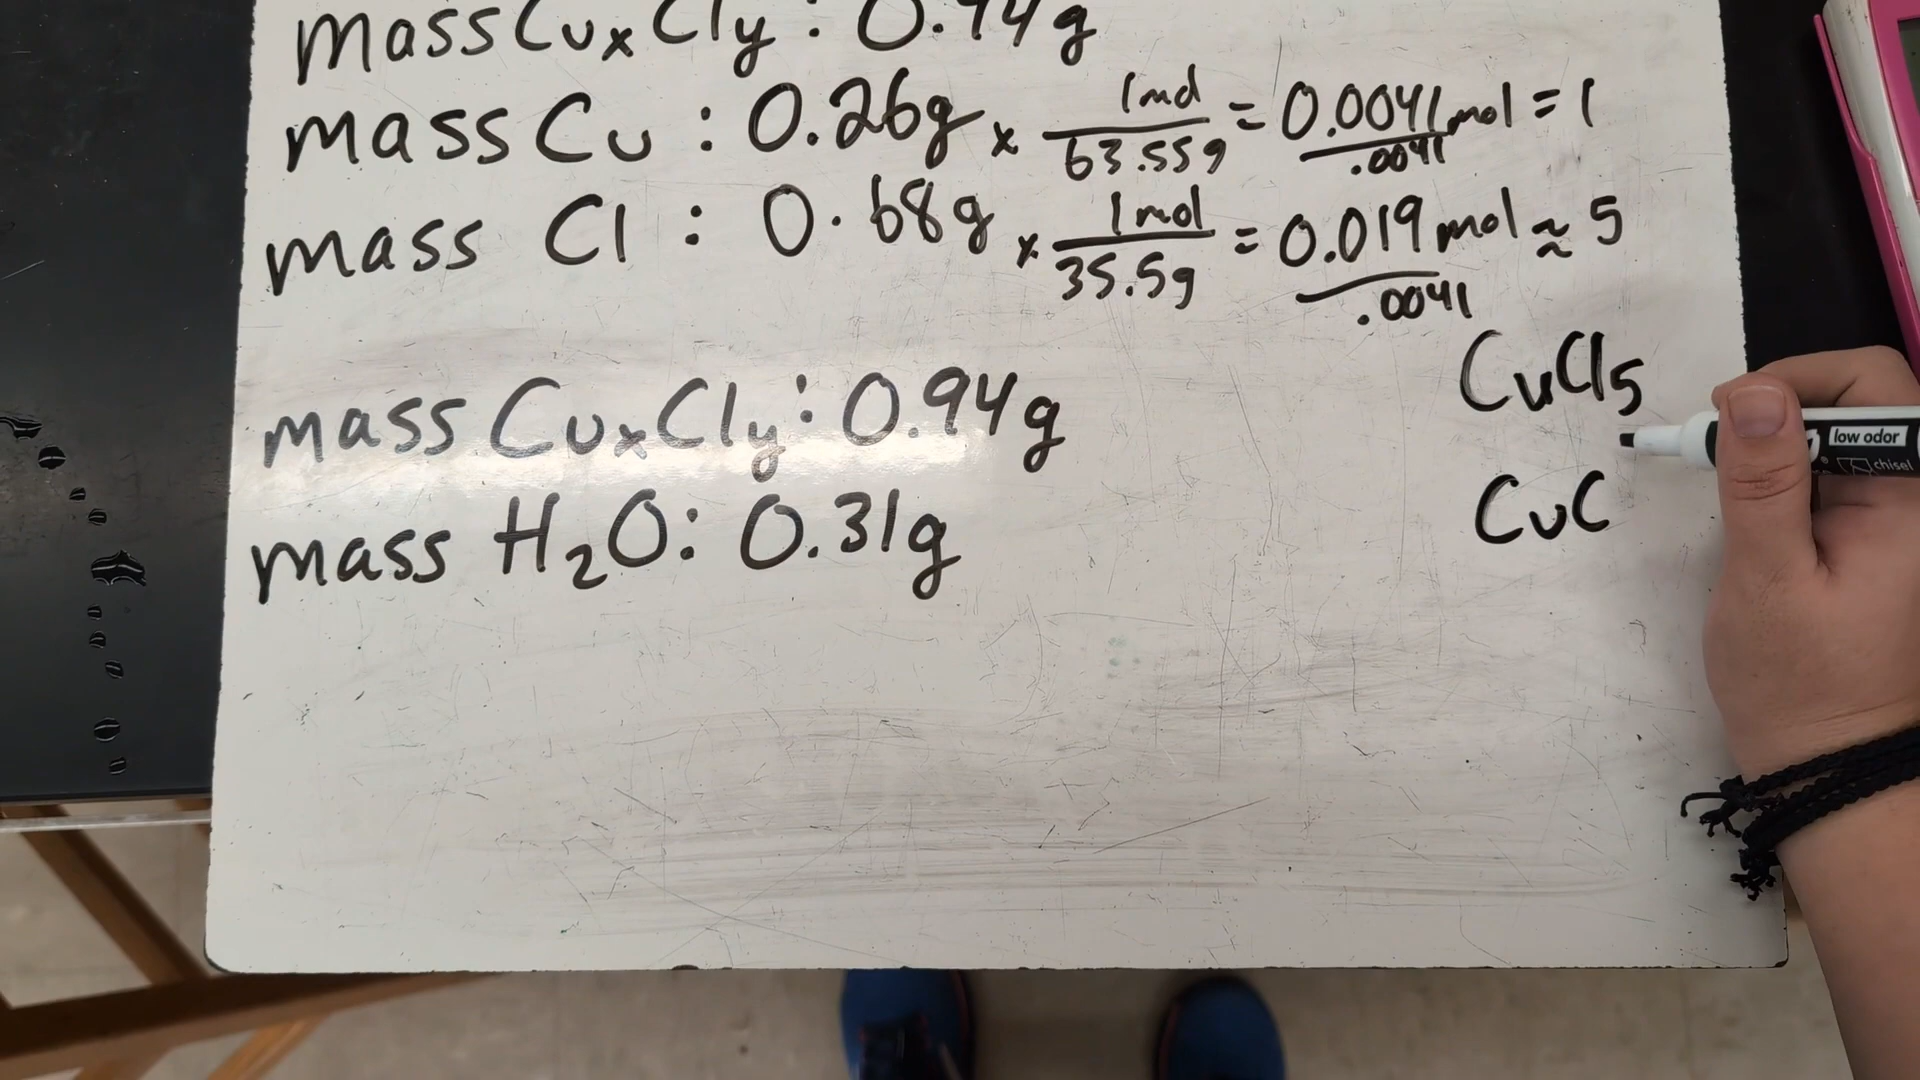 mass CuxCly : 0.94g
mass Cu : 0.26g x 1mol/63.55g = 0.0041mol/.0041 = 1
mass Cl : 0.68g x 1mol/35.5g = 0.019mol/.0041 ≈ 5
CuCl5
mass CuxCly : 0.94g
low odor
chisel
CuC
mass H2O: 0.31g